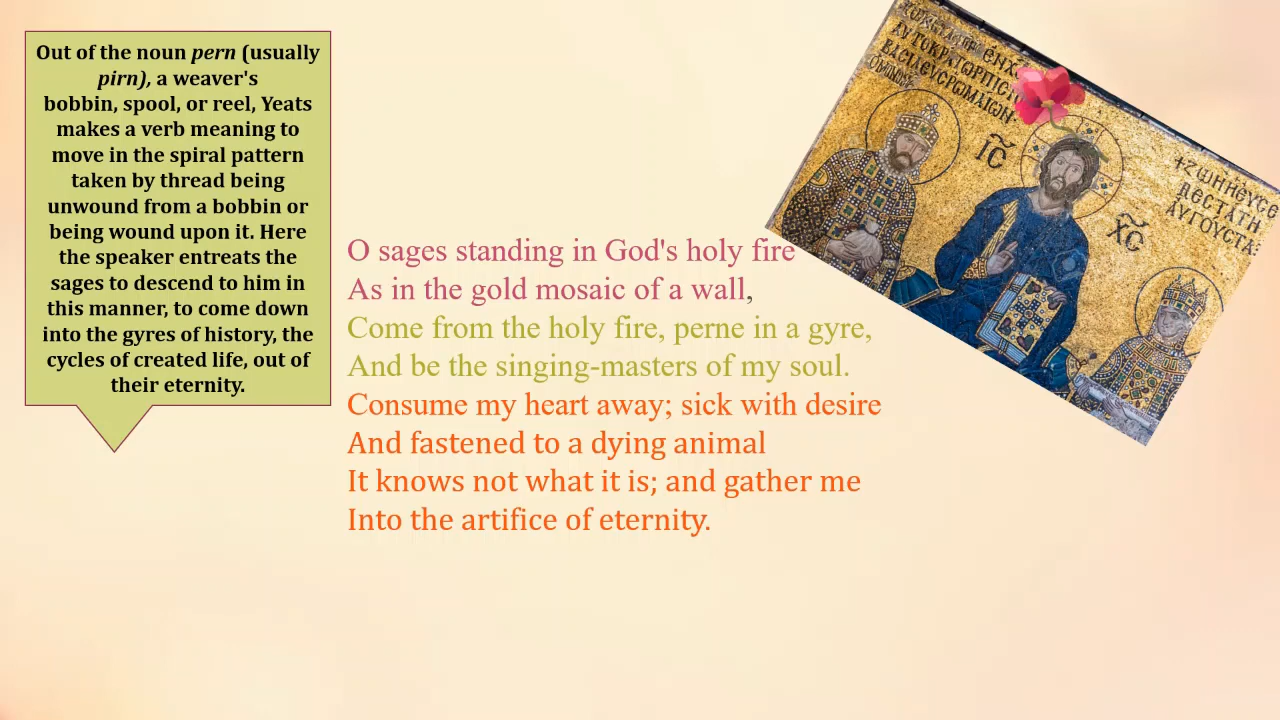 Out of the noun pern (usually
pirn), a weaver's
bobbin, spool, or reel, Yeats
makes a verb meaning to
move in the spiral pattern
taken by thread being
unwound from a bobbin or
being wound upon it. Here
the speaker entreats the
sages to descend to him in
this manner, to come down
into the gyres of history, the
cycles of created life, out of
their eternity.
O sages standing in God's holy fire
As in the gold mosaic of a wall,
Come from the holy fire, perne in a gyre,
And be the singing-masters of my soul.
Consume my heart away; sick with desire
And fastened to a dying animal
It knows not what it is; and gather me
Into the artifice of eternity.
ΙC
ΧC